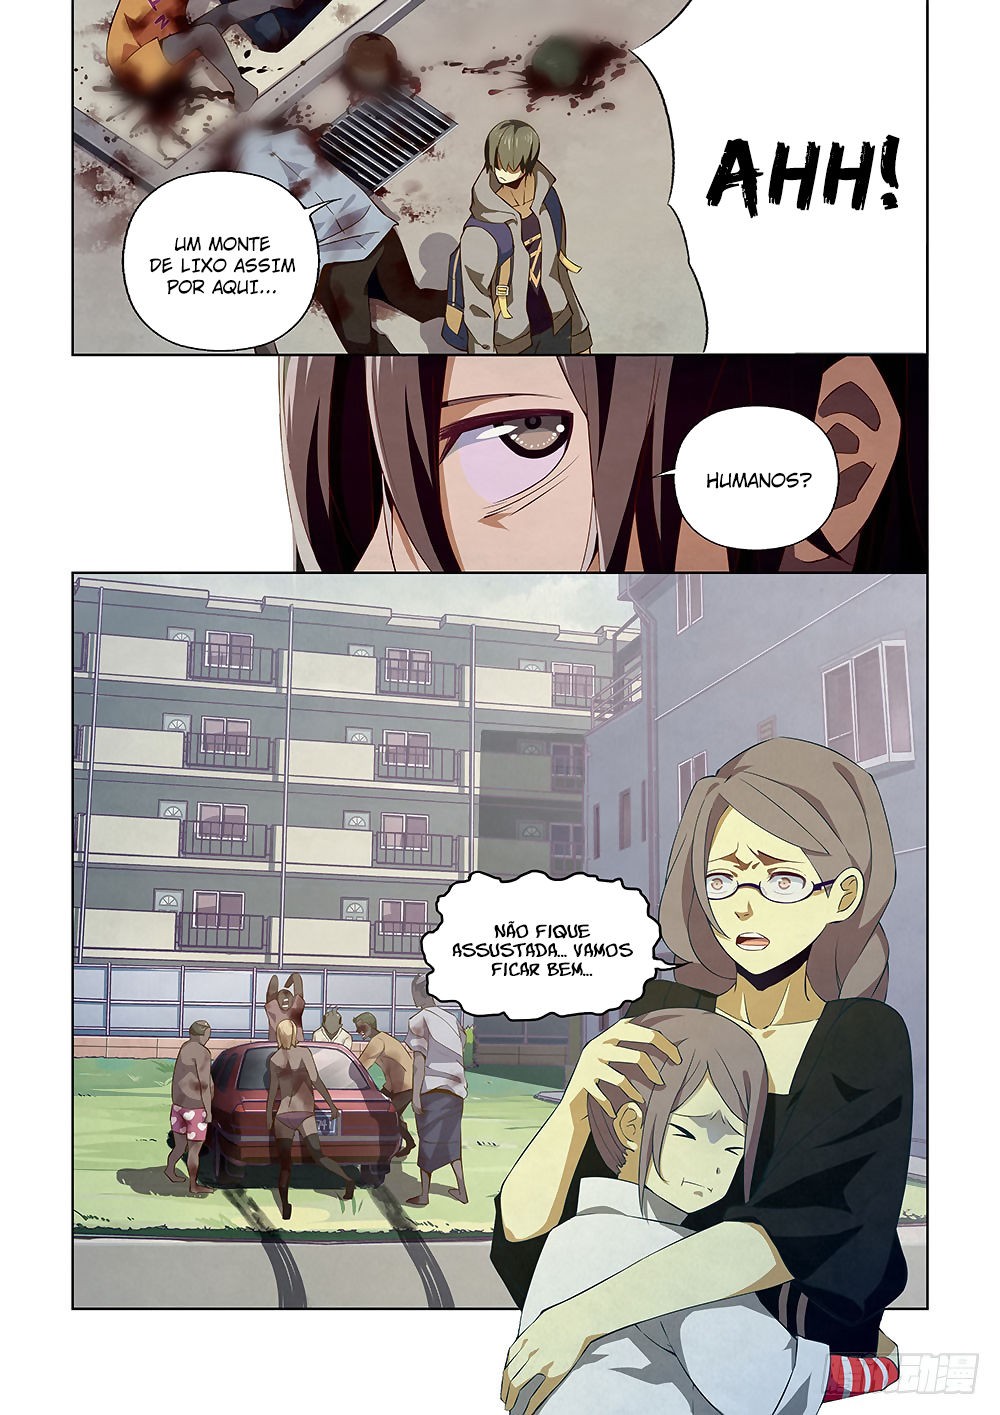 AHH!
UM MONTE
DE LIXO ASSIM
POR AQUI...
HUMANOS?
NÃO FIQUE
ASSUSTADA... VAMOS
FICAR BEM...